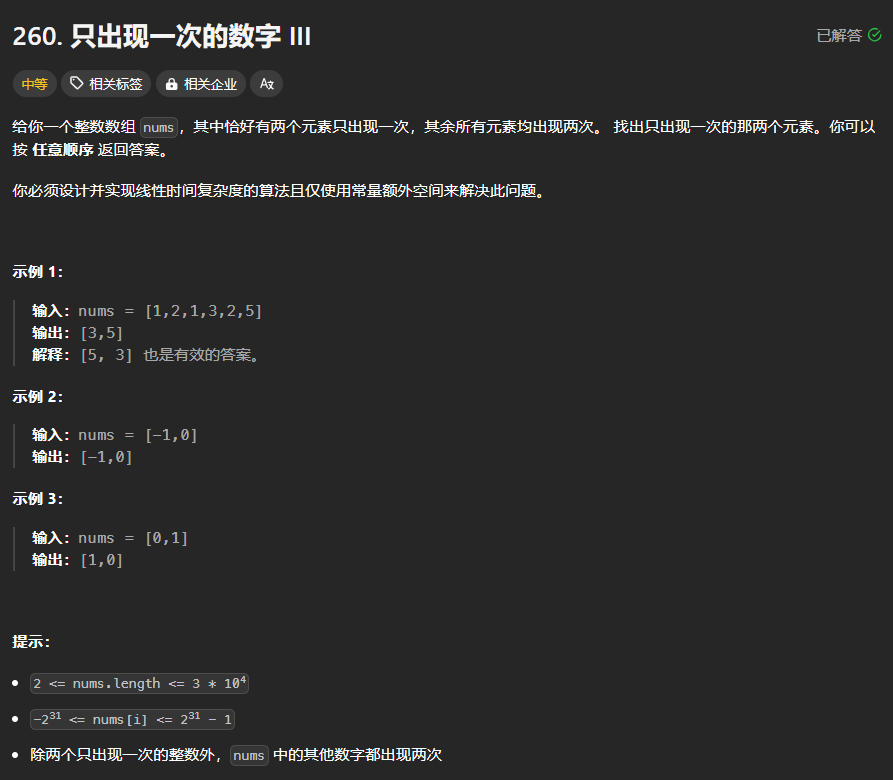 260. 只出现一次的数字 III
已解答
中等 相关标签 相关企业 Ax
给你一个整数数组 nums，其中恰好有两个元素只出现一次，其余所有元素均出现两次。 找出只出现一次的那两个元素。你可以
按 任意顺序 返回答案。
你必须设计并实现线性时间复杂度的算法且仅使用常量额外空间来解决此问题。
示例 1：
输入：nums = [1,2,1,3,2,5]
输出：[3,5]
解释：[5, 3] 也是有效的答案。
示例 2：
输入：nums = [-1,0]
输出：[-1,0]
示例 3：
输入：nums = [0,1]
输出：[1,0]
提示：
2 <= nums.length <= 3 * 10⁴
-2³¹ <= nums[i] <= 2³¹ - 1
除两个只出现一次的整数外，nums 中的其他数字都出现两次